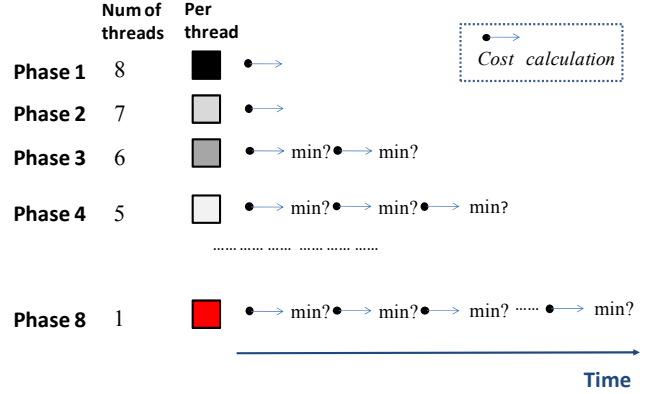 Num of threads
Per thread
Cost calculation
Phase 1 8
Phase 2 7
Phase 3 6 min? min?
Phase 4 5 min? min? min?
...... ...... ...... ...... ...... ......
Phase 8 1 min? min? min? ...... min?
Time